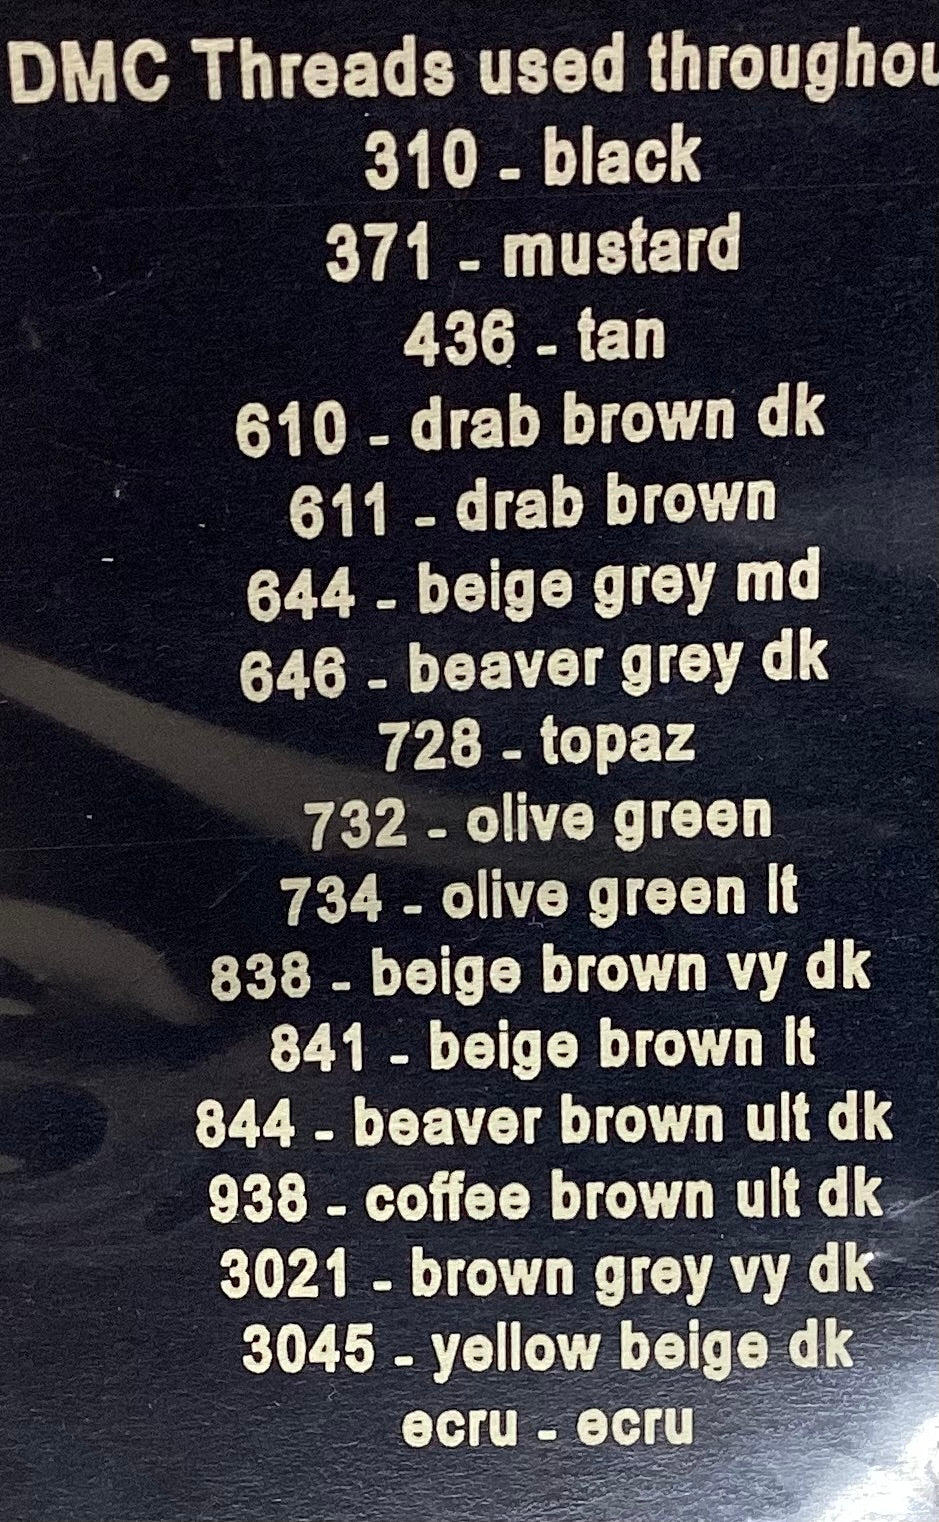 DMC Threads used throughou
310 - black
371 - mustard
436 - tan
610 - drab brown dk
611 - drab brown
644 - beige grey md
646 - beaver grey dk
728 - topaz
732 - olive green
734 - olive green lt
838 - beige brown vy dk
841 - beige brown lt
844 - beaver brown ult dk
938 - coffee brown ult dk
3021 - brown grey vy dk
3045 - yellow beige dk
ecru - ecru